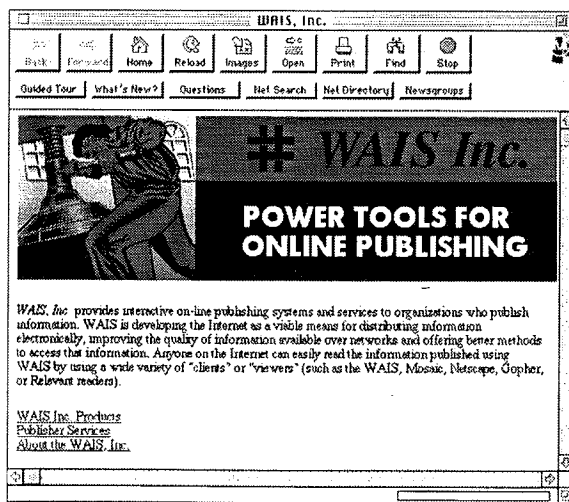 WAIS, Inc.
Back Forward Home Reload Images Open Print Find Stop
Guided Tour What's New? Questions Net Search Net Directory Newsgroups
# WAIS Inc.
POWER TOOLS FOR
ONLINE PUBLISHING
WAIS, Inc provides interactive on-line publishing systems and services to organizations who publish
information. WAIS is developing the Internet as a viable means for distributing information
electronically, improving the quality of information available over networks and offering better methods
to access that information. Anyone on the Internet can easily read the information published using
WAIS by using a wide variety of "clients" or "viewers" (such as the WAIS, Mosaic, Netscape, Gopher,
or Relevant readers).
WAIS Inc. Products
Publisher Services
About the WAIS, Inc.